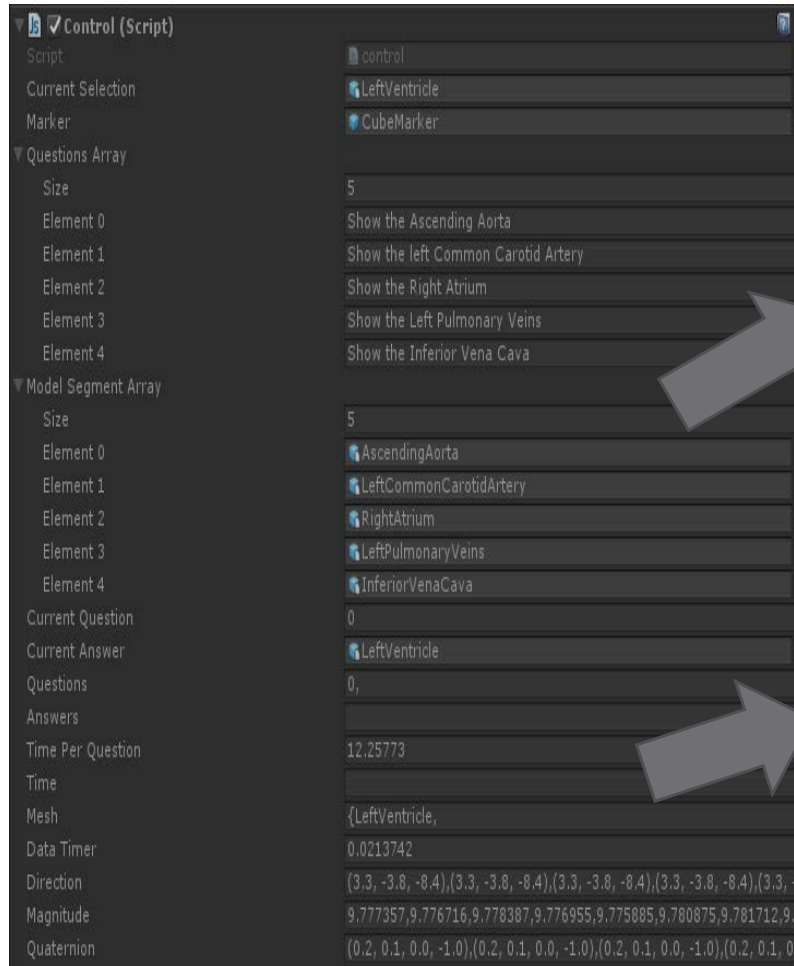 Js Control (Script)
Script control
Current Selection LeftVentricle
Marker CubeMarker
Questions Array
Size 5
Element 0 Show the Ascending Aorta
Element 1 Show the left Common Carotid Artery
Element 2 Show the Right Atrium
Element 3 Show the Left Pulmonary Veins
Element 4 Show the Inferior Vena Cava
Model Segment Array
Size 5
Element 0 AscendingAorta
Element 1 LeftCommonCarotidArtery
Element 2 RightAtrium
Element 3 LeftPulmonaryVeins
Element 4 InferiorVenaCava
Current Question 0
Current Answer LeftVentricle
Questions 0,
Answers
Time Per Question 12.25773
Time
Mesh {LeftVentricle,
Data Timer 0.0213742
Direction (3.3, -3.8, -8.4),(3.3, -3.8, -8.4),(3.3, -3.8, -8.4),(3.3, -3.8, -8.4),(3.3, -
Magnitude 9.777357,9.776716,9.778387,9.776955,9.775885,9.780875,9.781712,9.
Quaternion (0.2, 0.1, 0.0, -1.0),(0.2, 0.1, 0.0, -1.0),(0.2, 0.1, 0.0, -1.0),(0.2, 0.1, 0